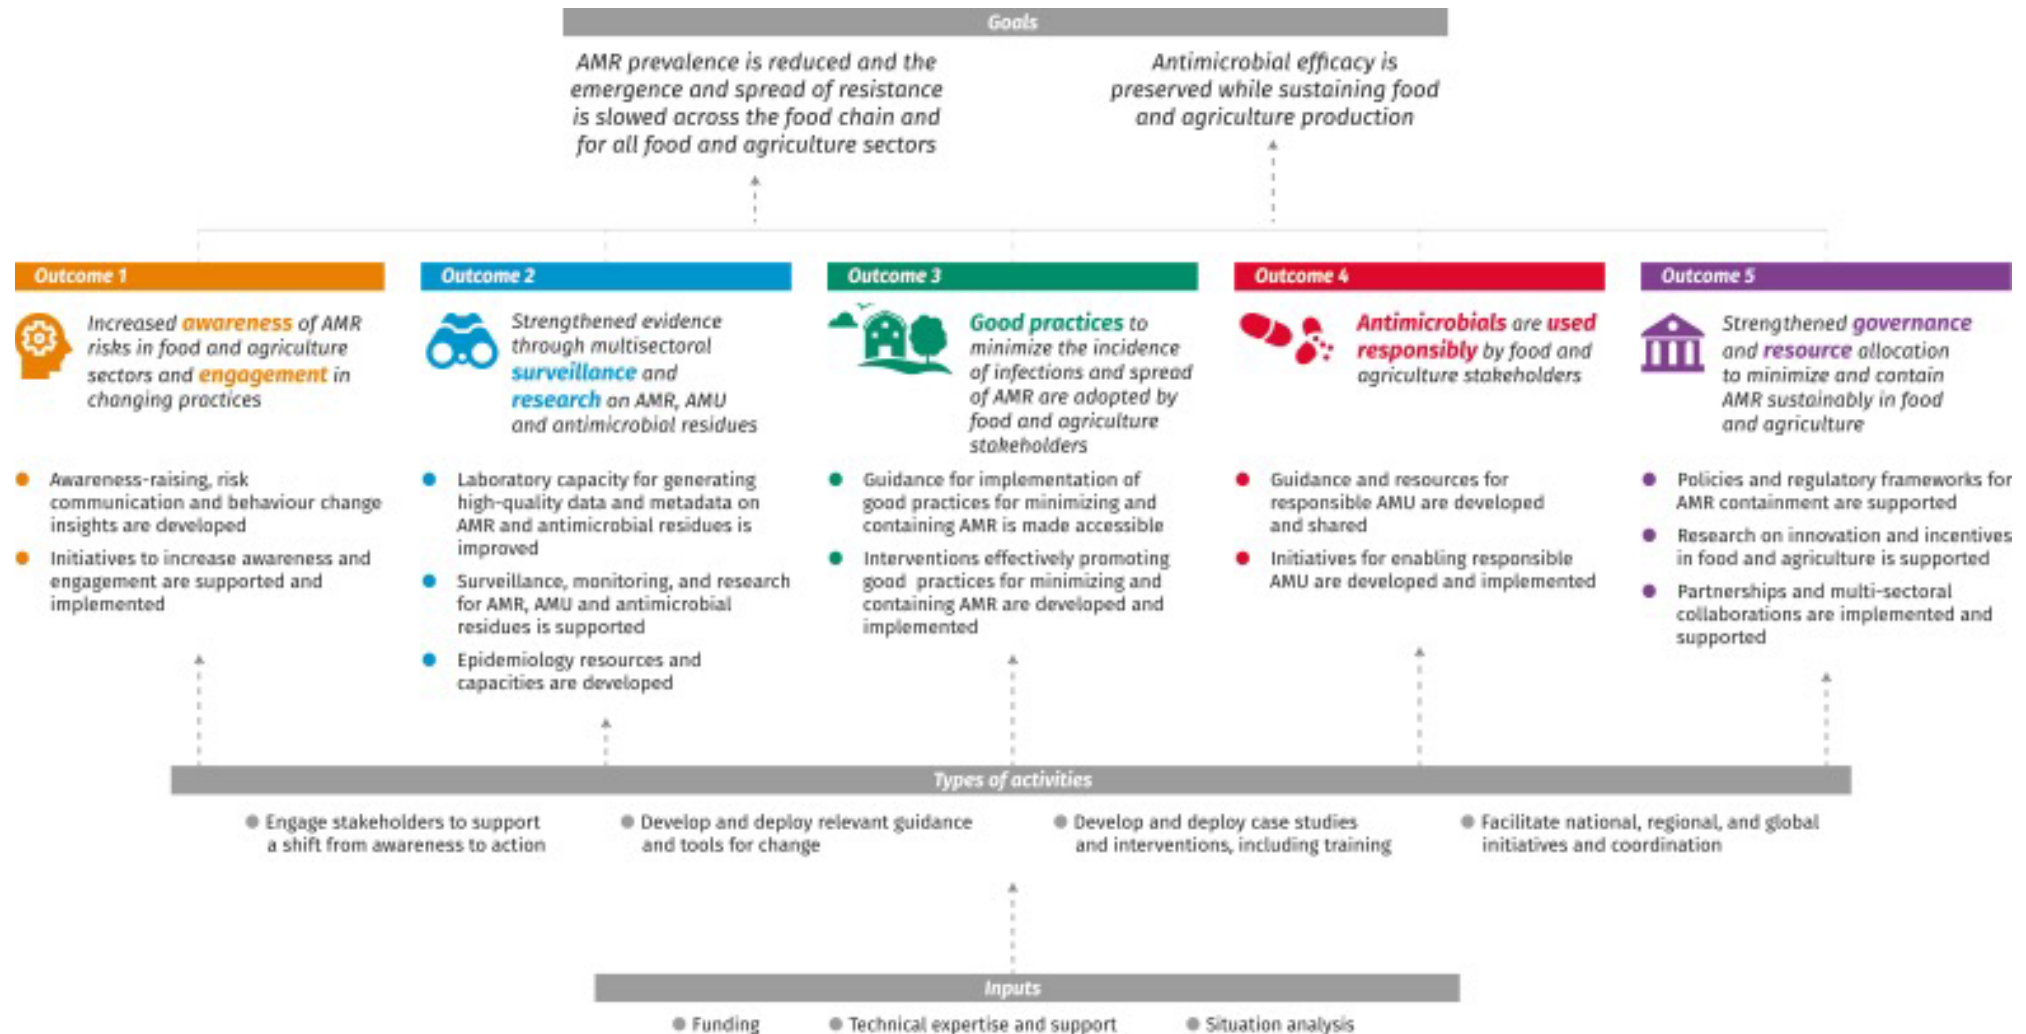 Goals
AMR prevalence is reduced and the
emergence and spread of resistance
is slowed across the food chain and
for all food and agriculture sectors
Antimicrobial efficacy is
preserved while sustaining food
and agriculture production
Outcome 1
Increased awareness of AMR
risks in food and agriculture
sectors and engagement in
changing practices
Awareness-raising, risk
communication and behaviour change
insights are developed
Initiatives to increase awareness and
engagement are supported and
implemented
Outcome 2
Strengthened evidence
through multisectoral
surveillance and
research on AMR, AMU
and antimicrobial residues
Laboratory capacity for generating
high-quality data and metadata on
AMR and antimicrobial residues is
improved
Surveillance, monitoring, and research
for AMR, AMU and antimicrobial
residues is supported
Epidemiology resources and
capacities are developed
Outcome 3
Good practices to
minimize the incidence
of infections and spread
of AMR are adopted by
food and agriculture
stakeholders
Guidance for implementation of
good practices for minimizing and
containing AMR is made accessible
Interventions effectively promoting
good practices for minimizing and
containing AMR are developed and
implemented
Outcome 4
Antimicrobials are used
responsibly by food and
agriculture stakeholders
Guidance and resources for
responsible AMU are developed
and shared
Initiatives for enabling responsible
AMU are developed and implemented
Outcome 5
Strengthened governance
and resource allocation
to minimize and contain
AMR sustainably in food
and agriculture
Policies and regulatory frameworks for
AMR containment are supported
Research on innovation and incentives
in food and agriculture is supported
Partnerships and multi-sectoral
collaborations are implemented and
supported
Types of activities
Engage stakeholders to support
a shift from awareness to action
Develop and deploy relevant guidance
and tools for change
Develop and deploy case studies
and interventions, including training
Facilitate national, regional, and global
initiatives and coordination
Inputs
Funding
Technical expertise and support
Situation analysis